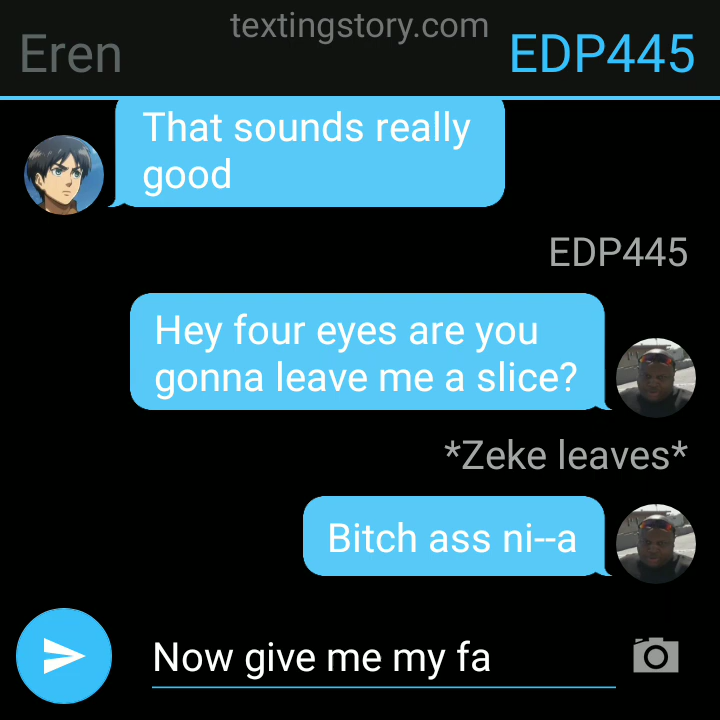 textingstory.com
Eren
EDP445
That sounds really
good
EDP445
Hey four eyes are you
gonna leave me a slice?
*Zeke leaves*
Bitch ass ni--a
Now give me my fa